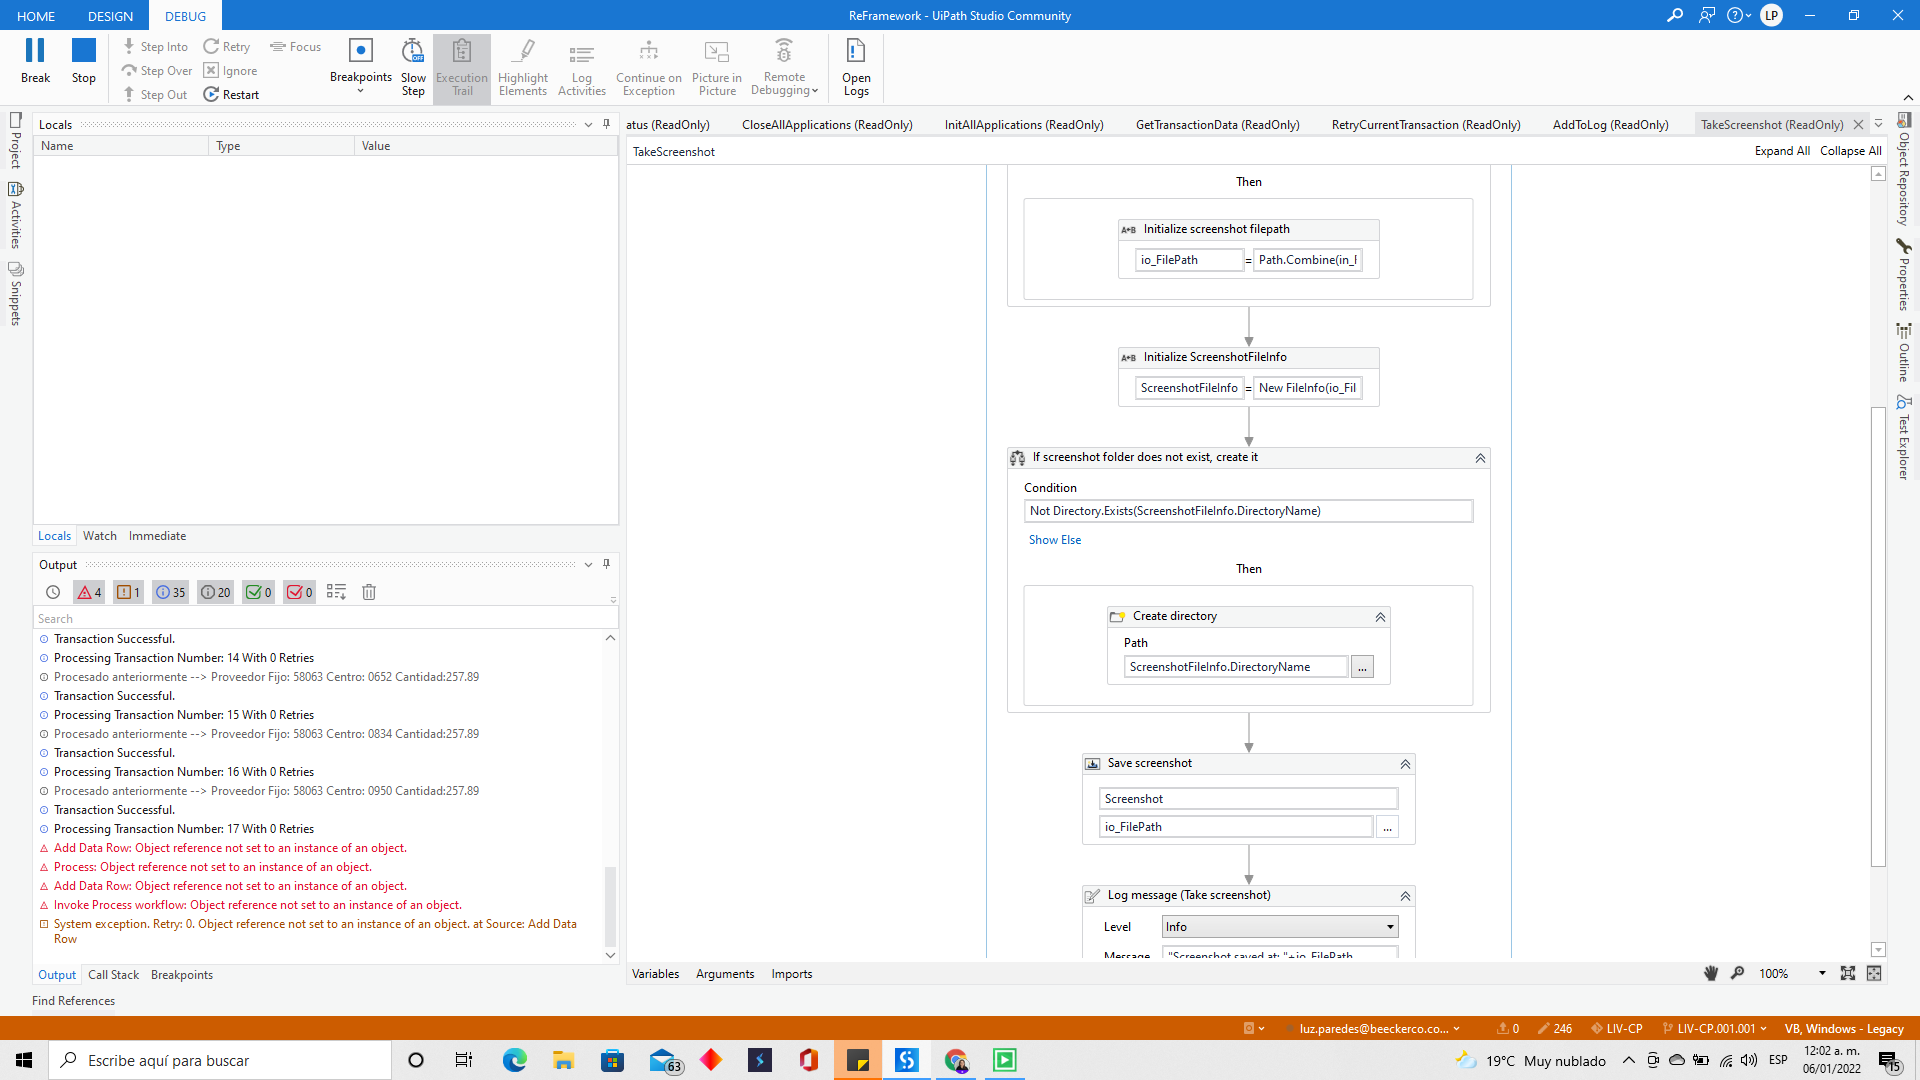 HOME
DESIGN
DEBUG
ReFramework - UiPath Studio Community
LP
Break
Stop
Step Into
Step Over
Step Out
Retry
Ignore
Restart
Focus
Breakpoints
Slow Step
Execution Trail
Highlight Elements
Log Activities
Continue on Exception
Picture in Picture
Remote Debugging
Open Logs
Project
Activities
Snippets
Locals
Name
Type
Value
Locals
Watch
Immediate
Output
4
1
35
20
0
0
Search
Transaction Successful.
Processing Transaction Number: 14 With 0 Retries
Procesado anteriormente --> Proveedor Fijo: 58063 Centro: 0652 Cantidad:257.89
Transaction Successful.
Processing Transaction Number: 15 With 0 Retries
Procesado anteriormente --> Proveedor Fijo: 58063 Centro: 0834 Cantidad:257.89
Transaction Successful.
Processing Transaction Number: 16 With 0 Retries
Procesado anteriormente --> Proveedor Fijo: 58063 Centro: 0950 Cantidad:257.89
Transaction Successful.
Processing Transaction Number: 17 With 0 Retries
Add Data Row: Object reference not set to an instance of an object.
Process: Object reference not set to an instance of an object.
Add Data Row: Object reference not set to an instance of an object.
Invoke Process workflow: Object reference not set to an instance of an object.
System exception. Retry: 0. Object reference not set to an instance of an object. at Source: Add Data
Row
Output
Call Stack
Breakpoints
Find References
atus (ReadOnly)
CloseAllApplications (ReadOnly)
InitAllApplications (ReadOnly)
GetTransactionData (ReadOnly)
RetryCurrentTransaction (ReadOnly)
AddToLog (ReadOnly)
TakeScreenshot (ReadOnly)
TakeScreenshot
Expand All
Collapse All
Then
A+B Initialize screenshot filepath
io_FilePath = Path.Combine(in_
A+B Initialize ScreenshotFileInfo
ScreenshotFileInfo = New FileInfo(io_Fil
If screenshot folder does not exist, create it
Condition
Not Directory.Exists(ScreenshotFileInfo.DirectoryName)
Show Else
Then
Create directory
Path
ScreenshotFileInfo.DirectoryName
...
Save screenshot
Screenshot
io_FilePath
...
Log message (Take screenshot)
Level
Info
Message
"Screenshot saved at: "+io_FilePath
Variables
Arguments
Imports
100%
Object Repository
Properties
Outline
Test Explorer
luz.paredes@beeckerco.co...
0
246
LIV-CP
LIV-CP.001.001
VB, Windows - Legacy
Escribe aquí para buscar
63
19°C Muy nublado
ESP
12:02 a. m.
06/01/2022
15